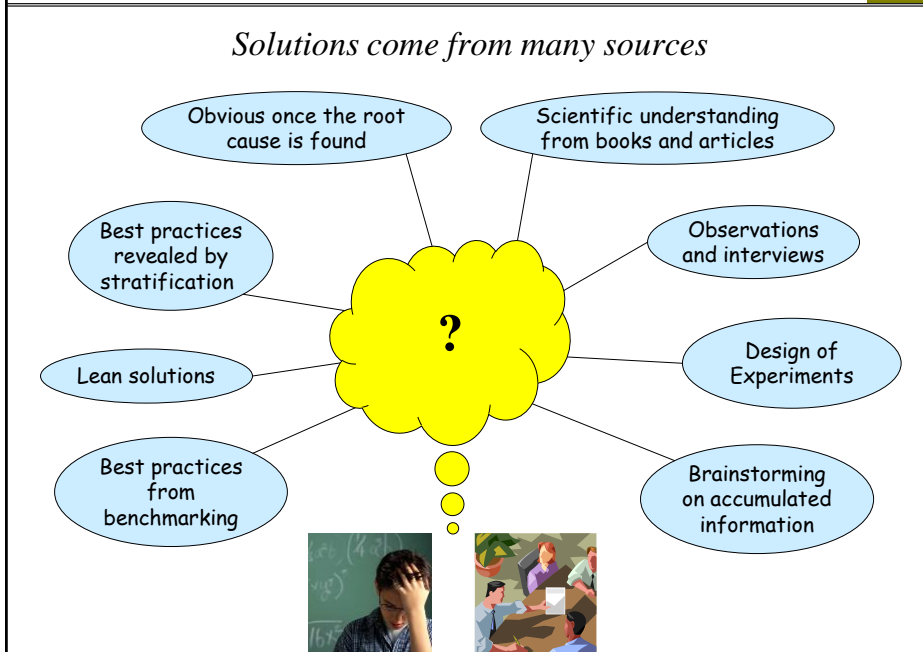 Solutions come from many sources
Obvious once the root
cause is found
Scientific understanding
from books and articles
Best practices
revealed by
stratification
Observations
and interviews
?
Lean solutions
Design of
Experiments
Best practices
from
benchmarking
Brainstorming
on accumulated
information